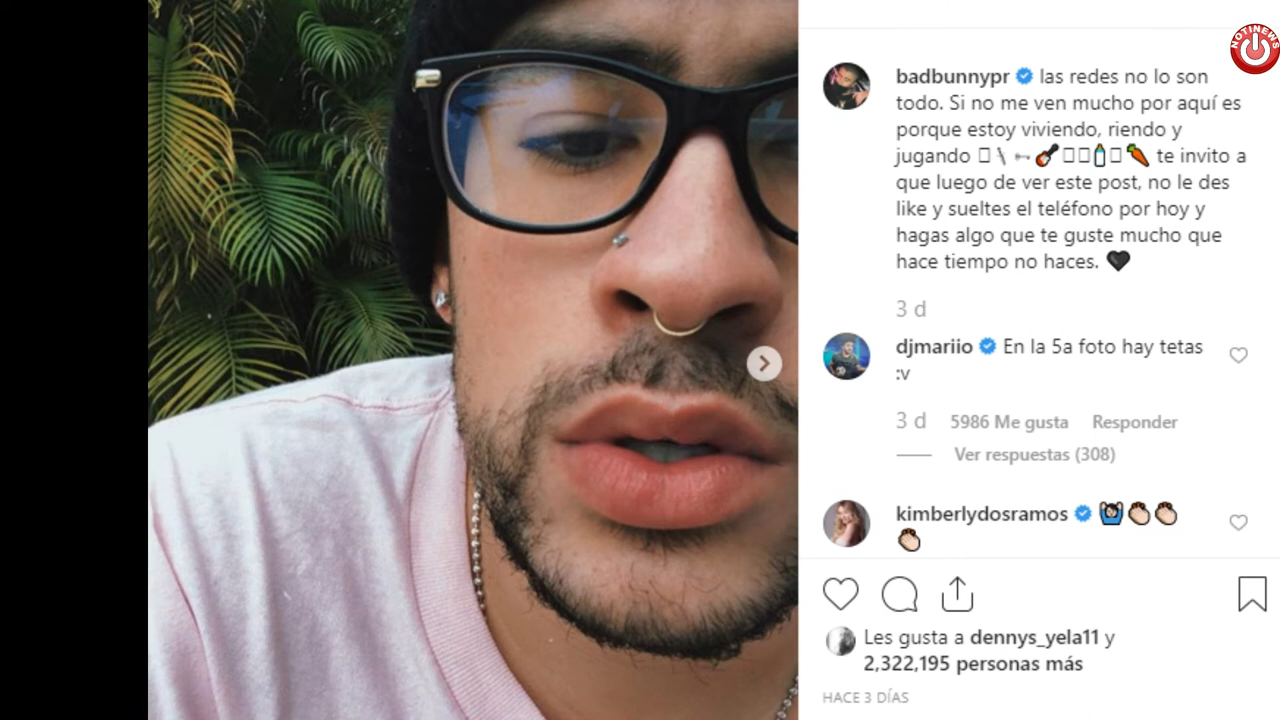 NOTINEWS
badbunnypr las redes no lo son
todo. Si no me ven mucho por aquí es
porque estoy viviendo, riendo y
jugando 🎸🍼🥕 te invito a
que luego de ver este post, no le des
like y sueltes el teléfono por hoy y
hagas algo que te guste mucho que
hace tiempo no haces. 🖤
3 d
djmariio En la 5a foto hay tetas
:v
3 d 5986 Me gusta Responder
Ver respuestas (308)
kimberlydosramos 🙆🏻‍♂️👏🏻👏🏻
👏🏻
Les gusta a dennys_yela11 y
2,322,195 personas más
HACE 3 DÍAS